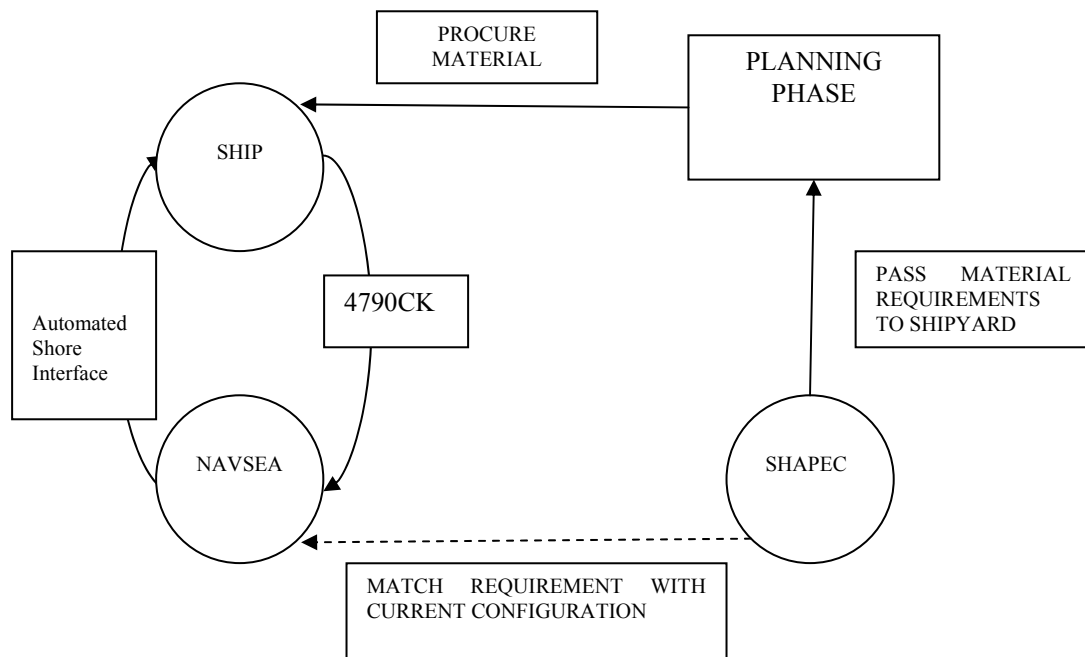 PROCURE
MATERIAL
PLANNING
PHASE
SHIP
PASS MATERIAL
REQUIREMENTS
TO SHIPYARD
4790CK
Automated
Shore
Interface
NAVSEA
SHAPEC
MATCH REQUIREMENT WITH
CURRENT CONFIGURATION